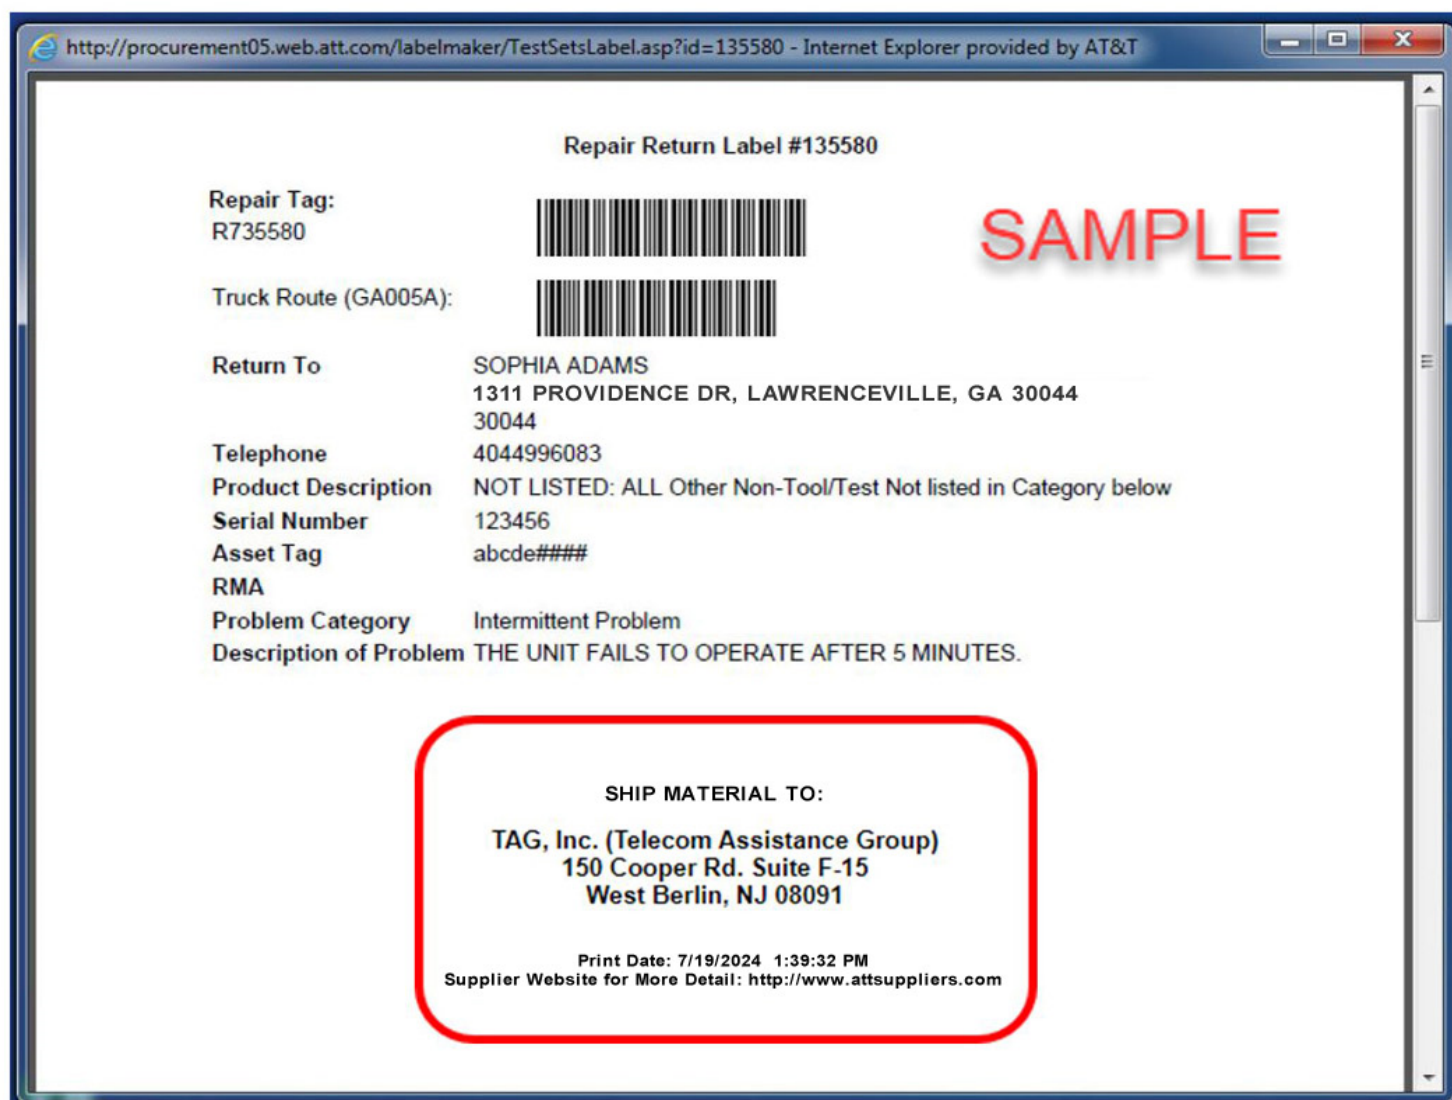 http://procurement05.web.att.com/labelmaker/TestSetsLabel.asp?id=135580 - Internet Explorer provided by AT&T
Repair Return Label #135580
Repair Tag:
R735580
SAMPLE
Truck Route (GA005A):
Return To SOPHIA ADAMS
1311 PROVIDENCE DR, LAWRENCEVILLE, GA 30044
30044
Telephone 4044996083
Product Description NOT LISTED: ALL Other Non-Tool/Test Not listed in Category below
Serial Number 123456
Asset Tag abcde####
RMA
Problem Category Intermittent Problem
Description of Problem THE UNIT FAILS TO OPERATE AFTER 5 MINUTES.
SHIP MATERIAL TO:
TAG, Inc. (Telecom Assistance Group)
150 Cooper Rd. Suite F-15
West Berlin, NJ 08091
Print Date: 7/19/2024 1:39:32 PM
Supplier Website for More Detail: http://www.attsuppliers.com